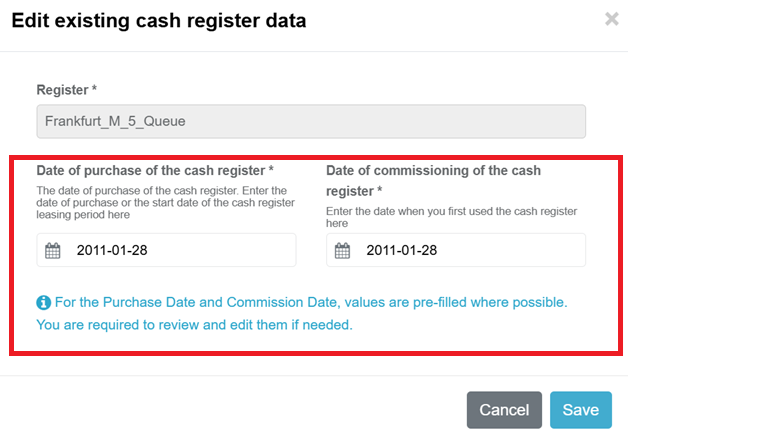 Edit existing cash register data
×
Register *
Frankfurt_M_5_Queue
Date of purchase of the cash register *
The date of purchase of the cash register. Enter the
date of purchase or the start date of the cash register
leasing period here
2011-01-28
Date of commissioning of the cash
register *
Enter the date when you first used the cash register
here
2011-01-28
For the Purchase Date and Commission Date, values are pre-filled where possible.
You are required to review and edit them if needed.
Cancel
Save